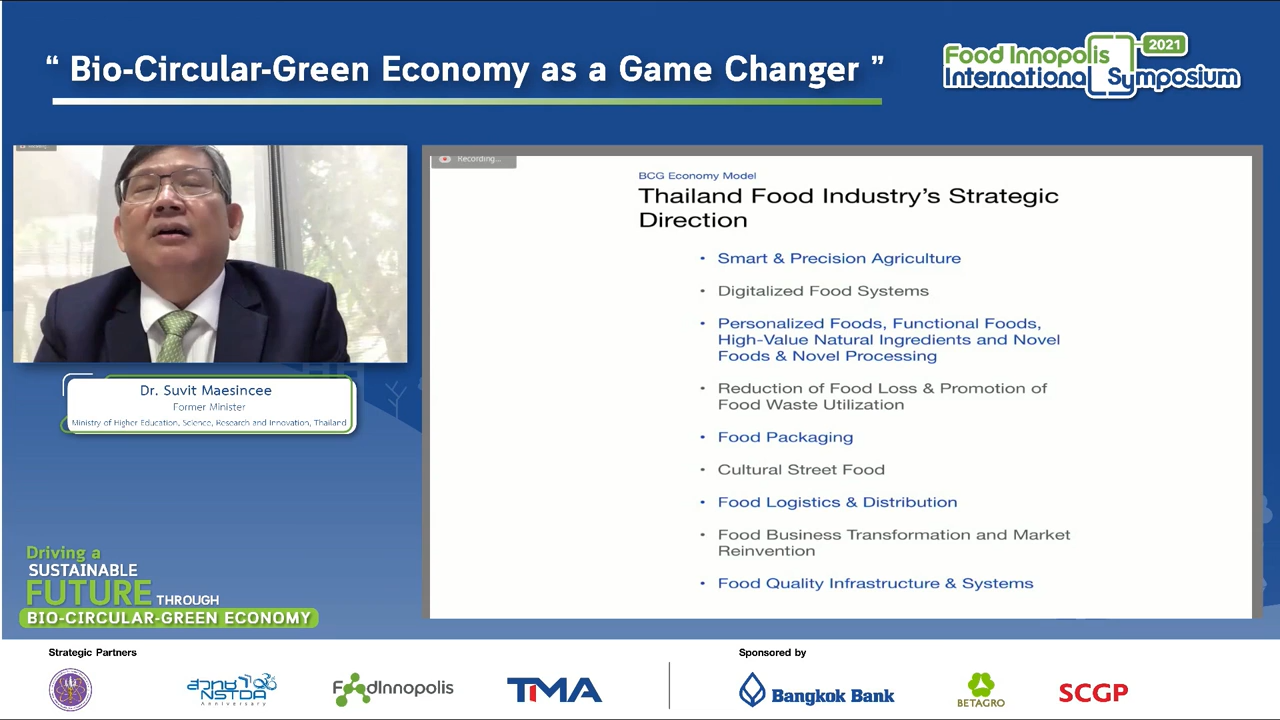 “ Bio-Circular-Green Economy as a Game Changer ”
Food Innopolis 2021
International Symposium
Recording...
BCG Economy Model
Thailand Food Industry's Strategic
Direction
• Smart & Precision Agriculture
• Digitalized Food Systems
• Personalized Foods, Functional Foods,
High-Value Natural Ingredients and Novel
Foods & Novel Processing
• Reduction of Food Loss & Promotion of
Food Waste Utilization
• Food Packaging
• Cultural Street Food
• Food Logistics & Distribution
• Food Business Transformation and Market
Reinvention
• Food Quality Infrastructure & Systems
Dr. Suvit Maesincee
Former Minister
Ministry of Higher Education, Science, Research and Innovation, Thailand
Driving a
SUSTAINABLE
FUTURE THROUGH
BIO-CIRCULAR-GREEN ECONOMY
Strategic Partners
สวทช
NSTDA
Anniversary
FoodInnopolis
TMA
Sponsored by
Bangkok Bank
BETAGRO
SCGP